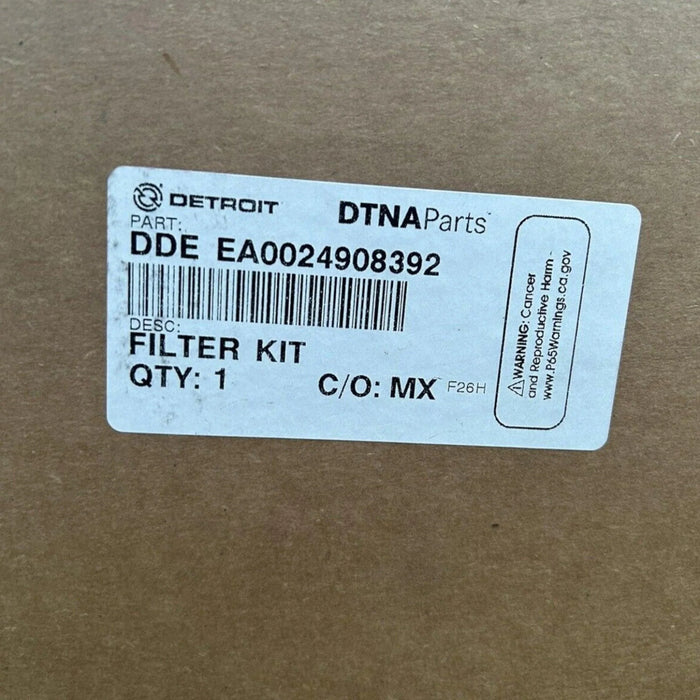 DETROIT
DTNAParts
PART:
DDE EA0024908392
DESC:
FILTER KIT
QTY: 1
C/O: MX F26H
WARNING: Cancer
and Reproductive Harm -
www.P65Warnings.ca.gov